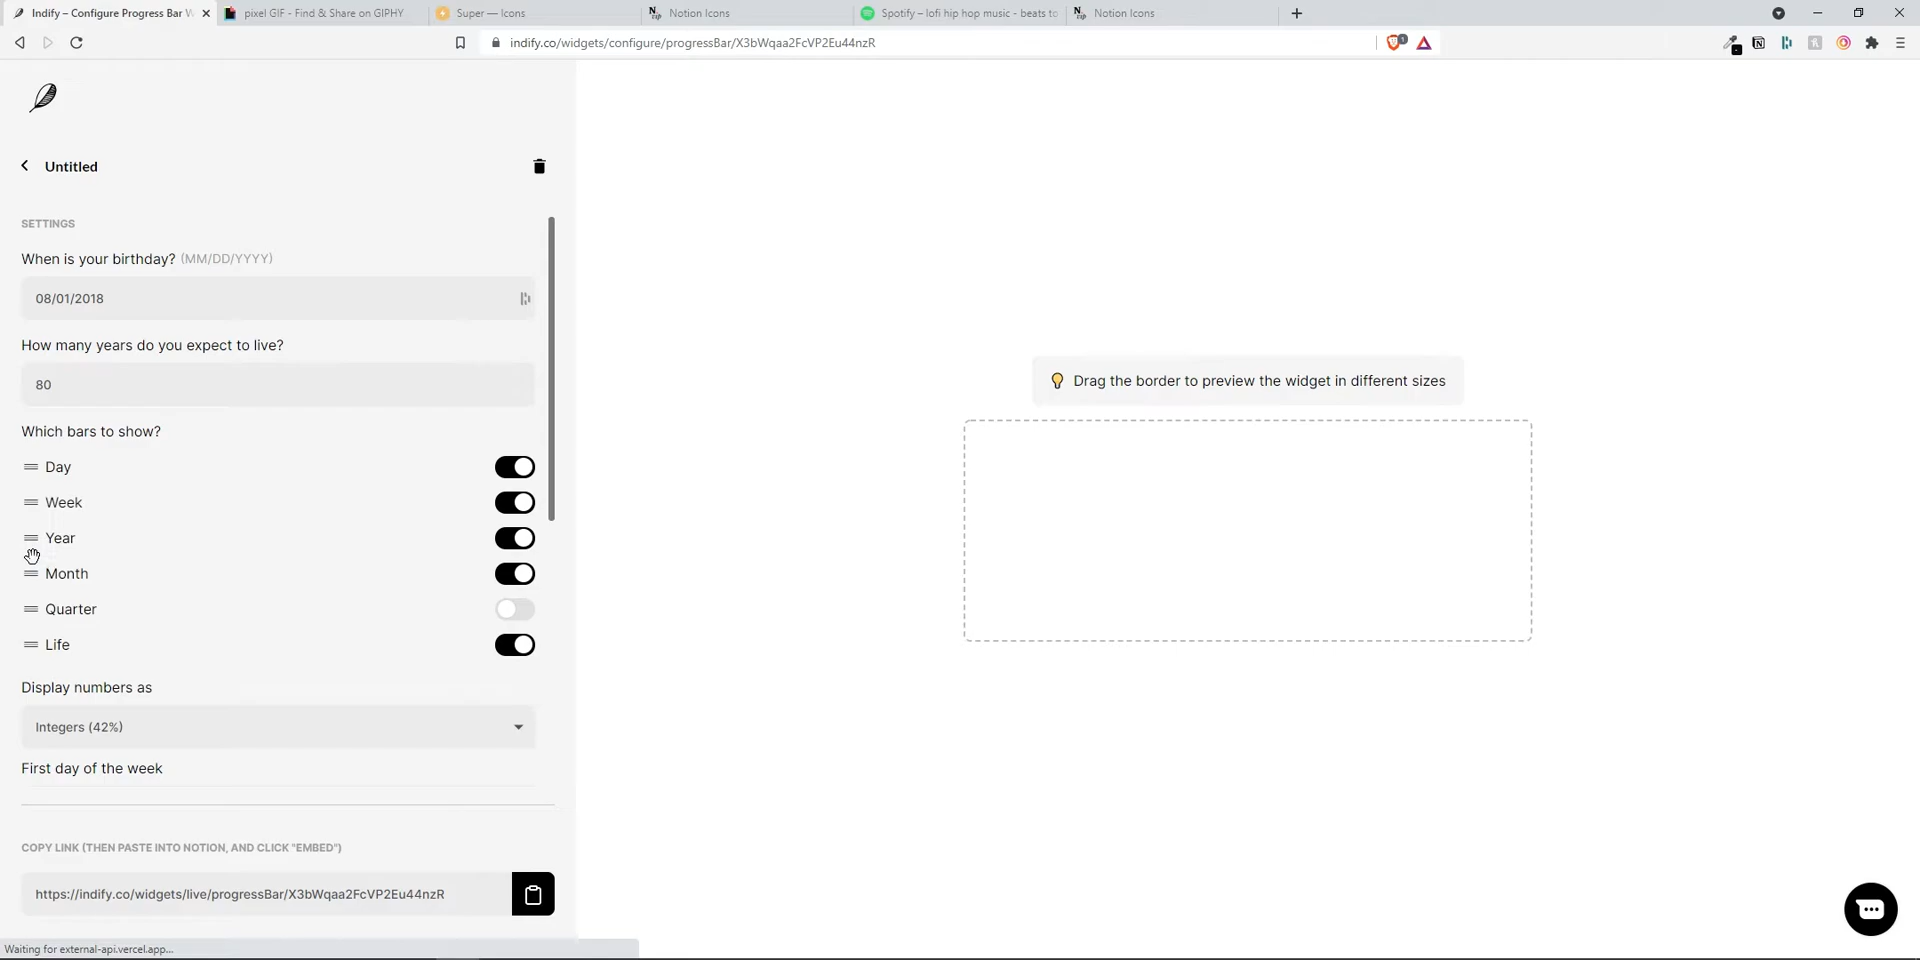 Indify – Configure Progress Bar W
pixel GIF - Find & Share on GIPHY
Super — Icons
Notion Icons
Spotify – lofi hip hop music - beats to
Notion Icons
indify.co/widgets/configure/progressBar/X3bWqaa2FcVP2Eu44nzR
1
Untitled
SETTINGS
When is your birthday? (MM/DD/YYYY)
08/01/2018
How many years do you expect to live?
80
Which bars to show?
Day
Week
Year
Month
Quarter
Life
Display numbers as
Integers (42%)
First day of the week
COPY LINK (THEN PASTE INTO NOTION, AND CLICK "EMBED")
https://indify.co/widgets/live/progressBar/X3bWqaa2FcVP2Eu44nzR
Waiting for external-api.vercel.app...
Drag the border to preview the widget in different sizes